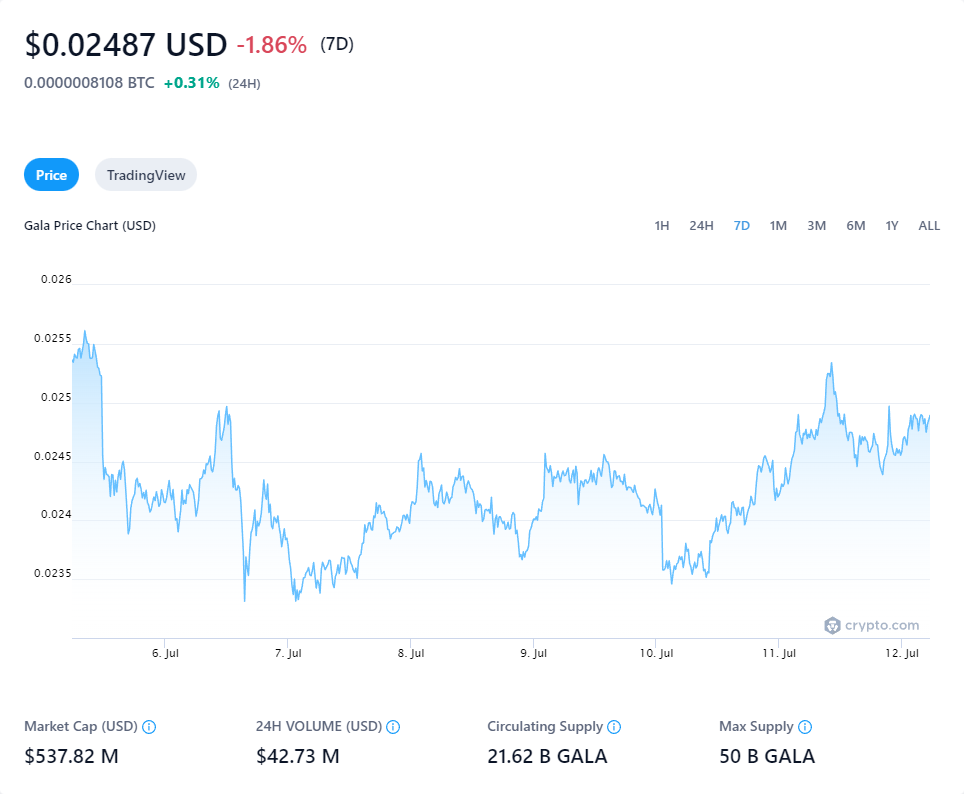 $0.02487 USD -1.86% (7D)
0.0000008108 BTC +0.31% (24H)
Price TradingView
Gala Price Chart (USD) 1H 24H 7D 1M 3M 6M 1Y ALL
0.026
0.0255
0.025
0.0245
0.024
0.0235
crypto.com
6. Jul 7. Jul 8. Jul 9. Jul 10. Jul 11. Jul 12. Jul
Market Cap (USD) 24H VOLUME (USD) Circulating Supply Max Supply
$537.82 M $42.73 M 21.62 B GALA 50 B GALA